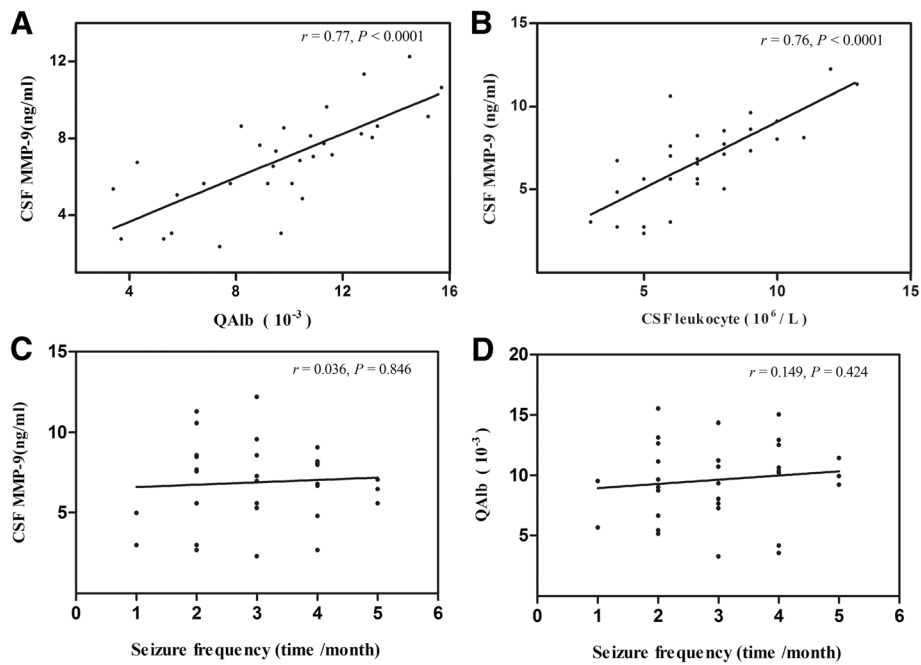 A
r = 0.77, P < 0.0001
CSF MMP-9(ng/ml)
12
8
4
4
8
12
16
QAlb ( 10-3 )
B
r = 0.76, P < 0.0001
CSF MMP-9 (ng/ml)
15
10
5
5
10
15
CSF leukocyte ( 10⁶ / L )
C
r = 0.036, P = 0.846
CSF MMP-9(ng/ml)
15
10
5
0
1
2
3
4
5
6
Seizure frequency (time /month)
D
r = 0.149, P = 0.424
QAlb ( 10-3 )
20
15
10
5
0
1
2
3
4
5
6
Seizure frequency (time /month)